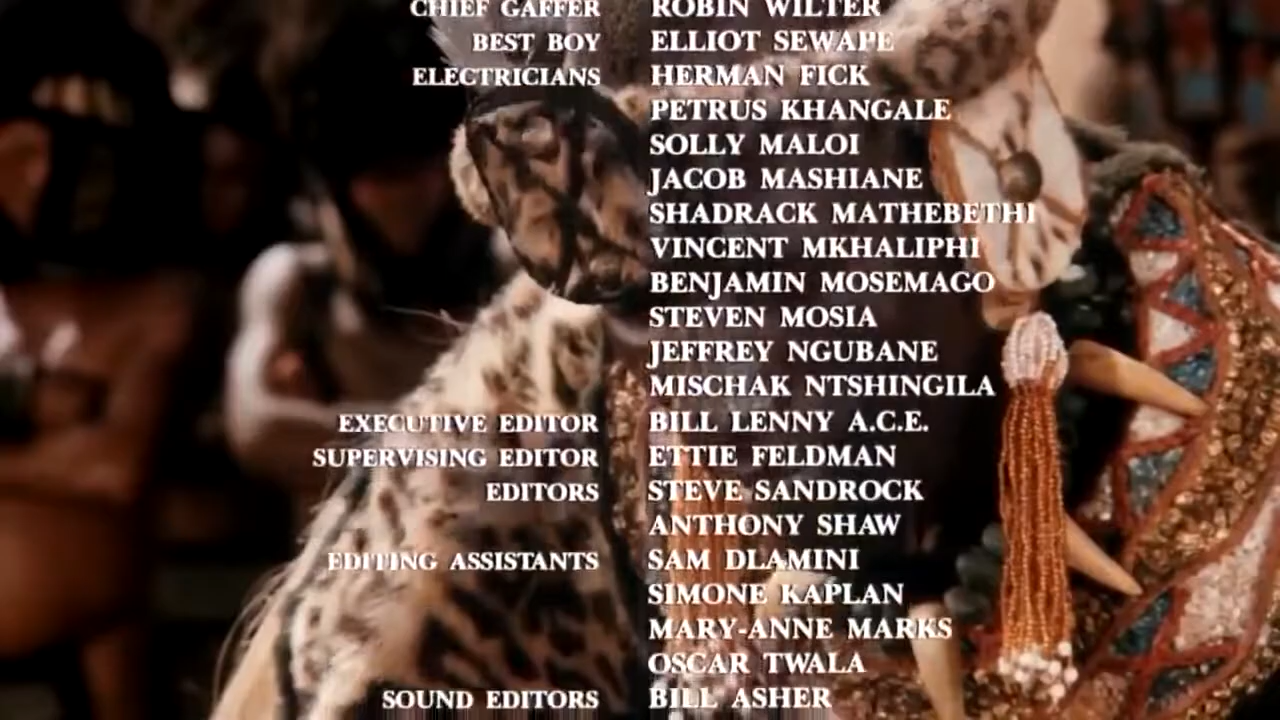 CHIEF GAFFER ROBIN WILTER
BEST BOY ELLIOT SEWAPE
ELECTRICIANS HERMAN FICK
PETRUS KHANGALE
SOLLY MALOI
JACOB MASHIANE
SHADRACK MATHEBETHI
VINCENT MKHALIPHI
BENJAMIN MOSEMAGO
STEVEN MOSIA
JEFFREY NGUBANE
MISCHAK NTSHINGILA
EXECUTIVE EDITOR BILL LENNY A.C.E.
SUPERVISING EDITOR ETTIE FELDMAN
EDITORS STEVE SANDROCK
ANTHONY SHAW
EDITING ASSISTANTS SAM DLAMINI
SIMONE KAPLAN
MARY-ANNE MARKS
OSCAR TWALA
SOUND EDITORS BILL ASHER